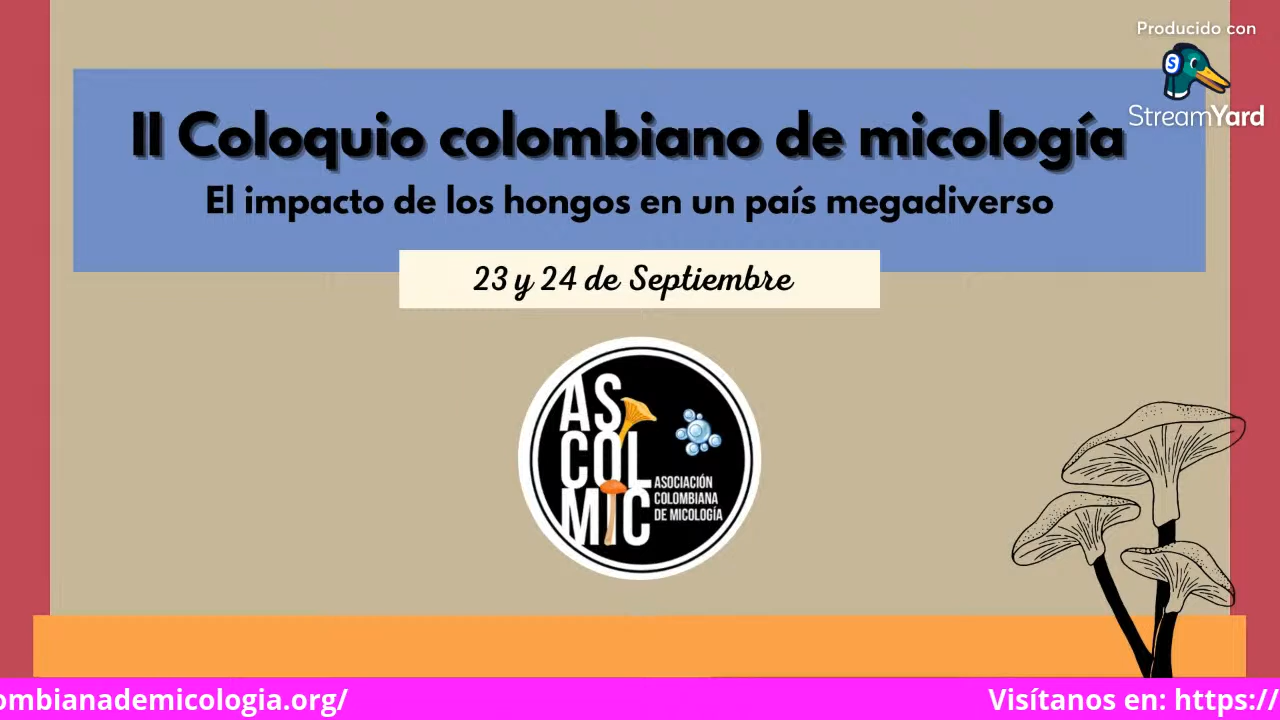 Producido con
StreamYard
II Coloquio colombiano de micología
El impacto de los hongos en un país megadiverso
23 y 24 de Septiembre
AS
COL
MIC
ASOCIACIÓN
COLOMBIANA
DE MICOLOGÍA
ombianademicologia.org/
Visítanos en: https://